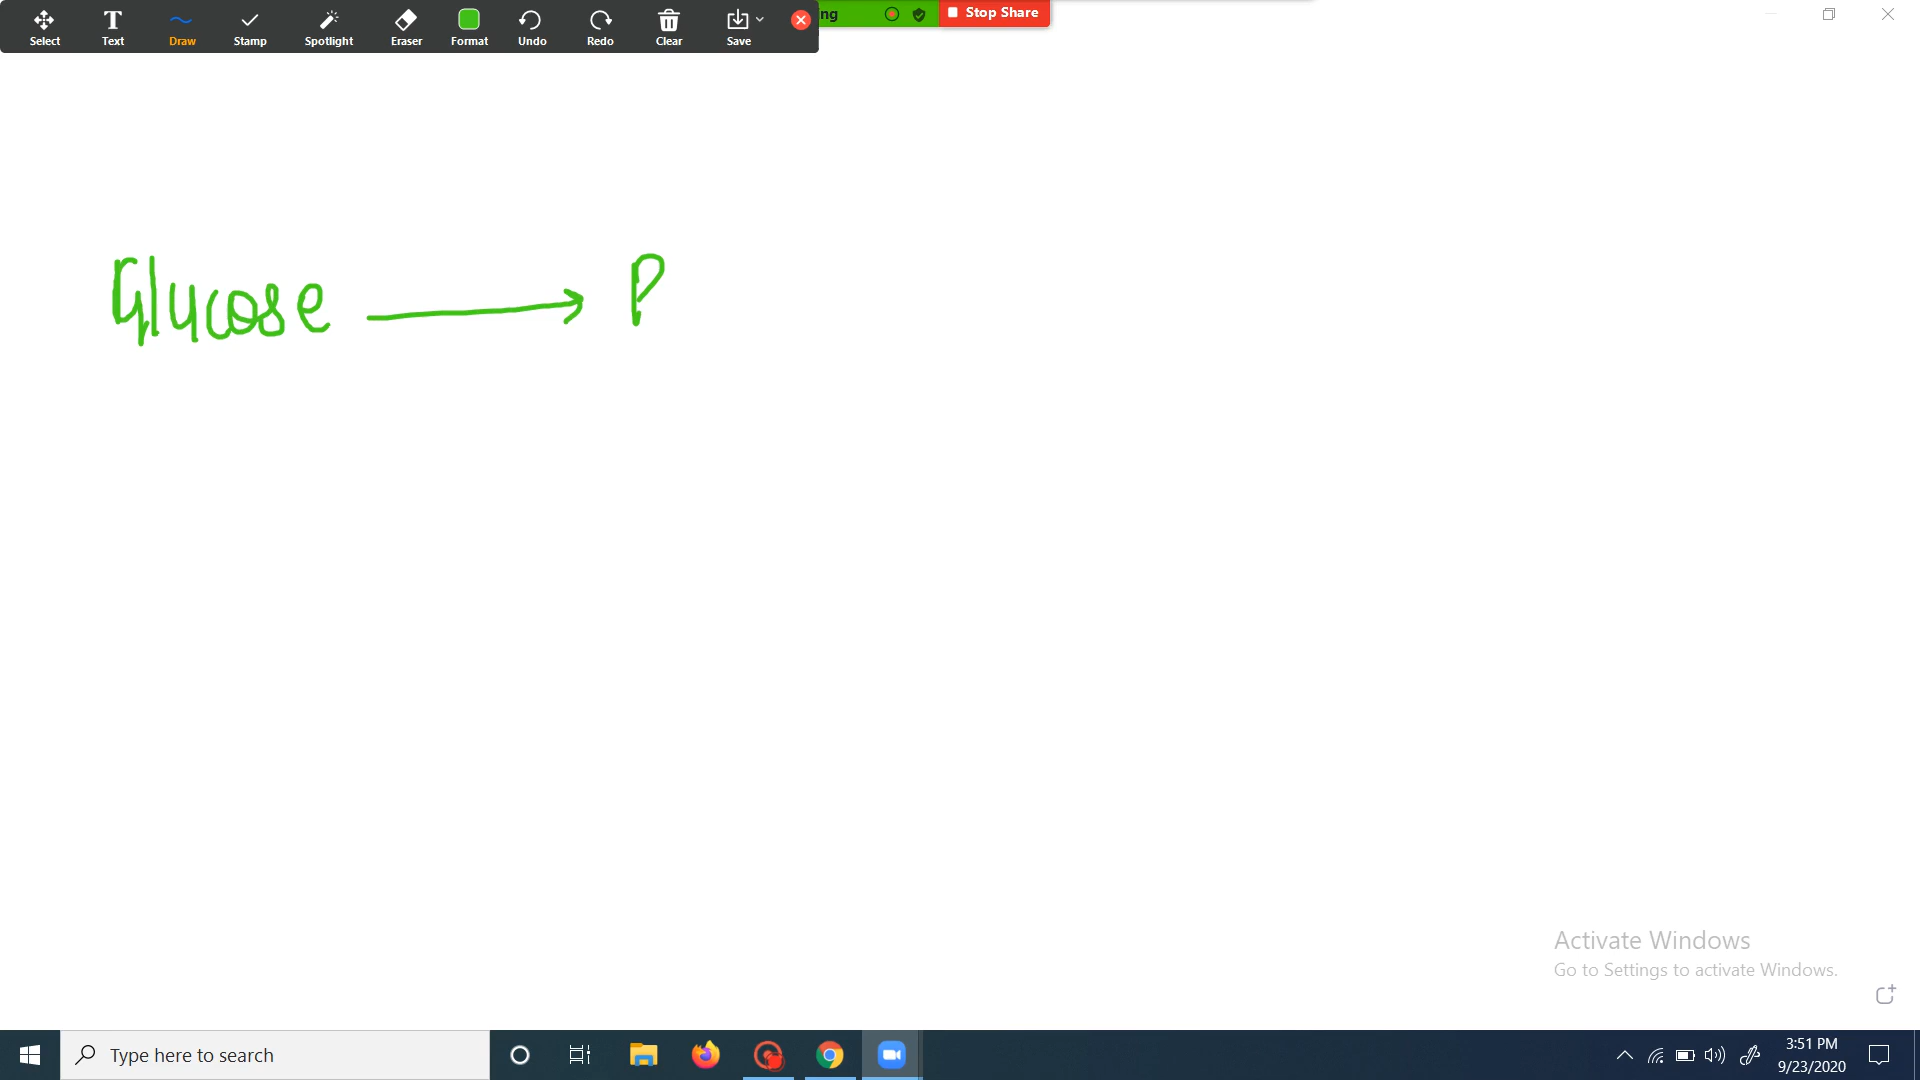 ng Stop Share
Select Text Draw Stamp Spotlight Eraser Format Undo Redo Clear Save
Glucose → P
Activate Windows
Go to Settings to activate Windows.
Type here to search
3:51 PM
9/23/2020